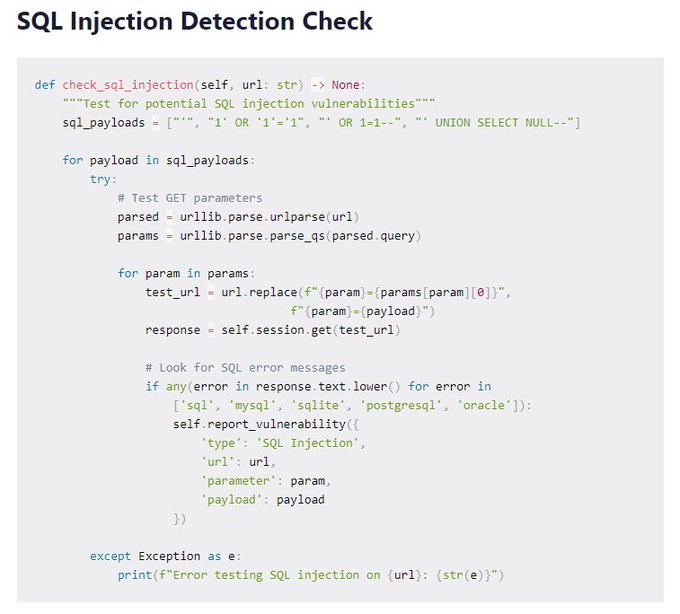 SQL Injection Detection Check
def check_sql_injection(self, url: str) -> None:
    """Test for potential SQL injection vulnerabilities"""
    sql_payloads = ["'", "1' OR '1'='1", "' OR 1=1--", "' UNION SELECT NULL--"]
    for payload in sql_payloads:
        try:
            # Test GET parameters
            parsed = urllib.parse.urlparse(url)
            params = urllib.parse.parse_qs(parsed.query)
            for param in params:
                test_url = url.replace(f"{param}={params[param][0]}",
                                     f"{param}={payload}")
                response = self.session.get(test_url)
                # Look for SQL error messages
                if any(error in response.text.lower() for error in
                    ['sql', 'mysql', 'sqlite', 'postgresql', 'oracle']):
                    self.report_vulnerability({
                        'type': 'SQL Injection',
                        'url': url,
                        'parameter': param,
                        'payload': payload
                    })
        except Exception as e:
            print(f"Error testing SQL injection on {url}: {str(e)}")